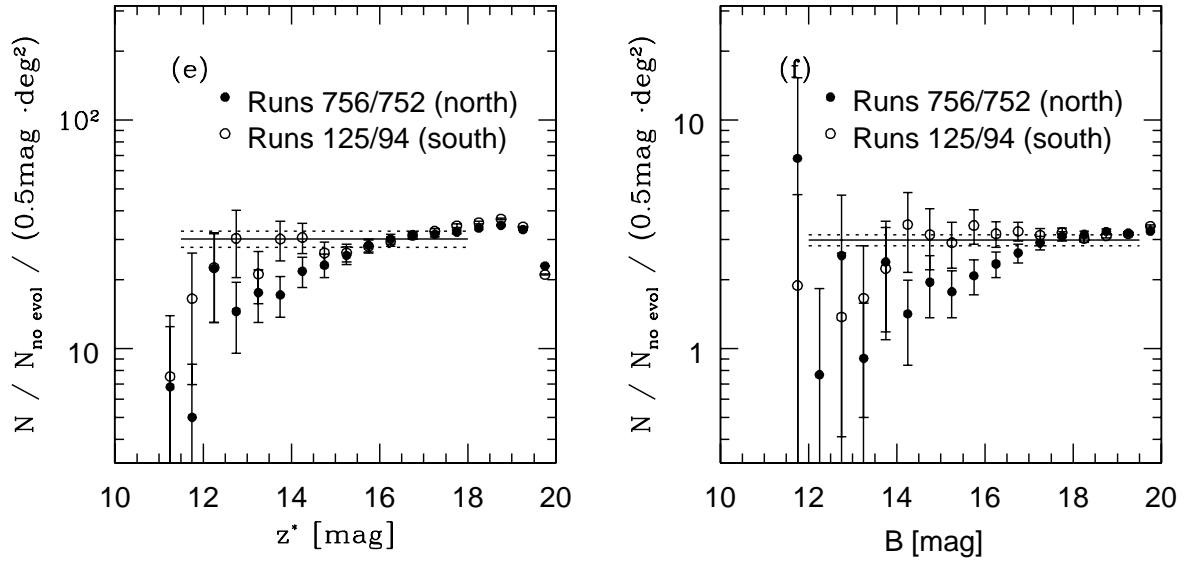 N / N no evol / (0.5mag ·deg²)
10²
10
(e)
Runs 756/752 (north)
Runs 125/94 (south)
10 12 14 16 18 20
z* [mag]
N / N no evol / (0.5mag ·deg²)
10
1
(f)
Runs 756/752 (north)
Runs 125/94 (south)
10 12 14 16 18 20
B [mag]